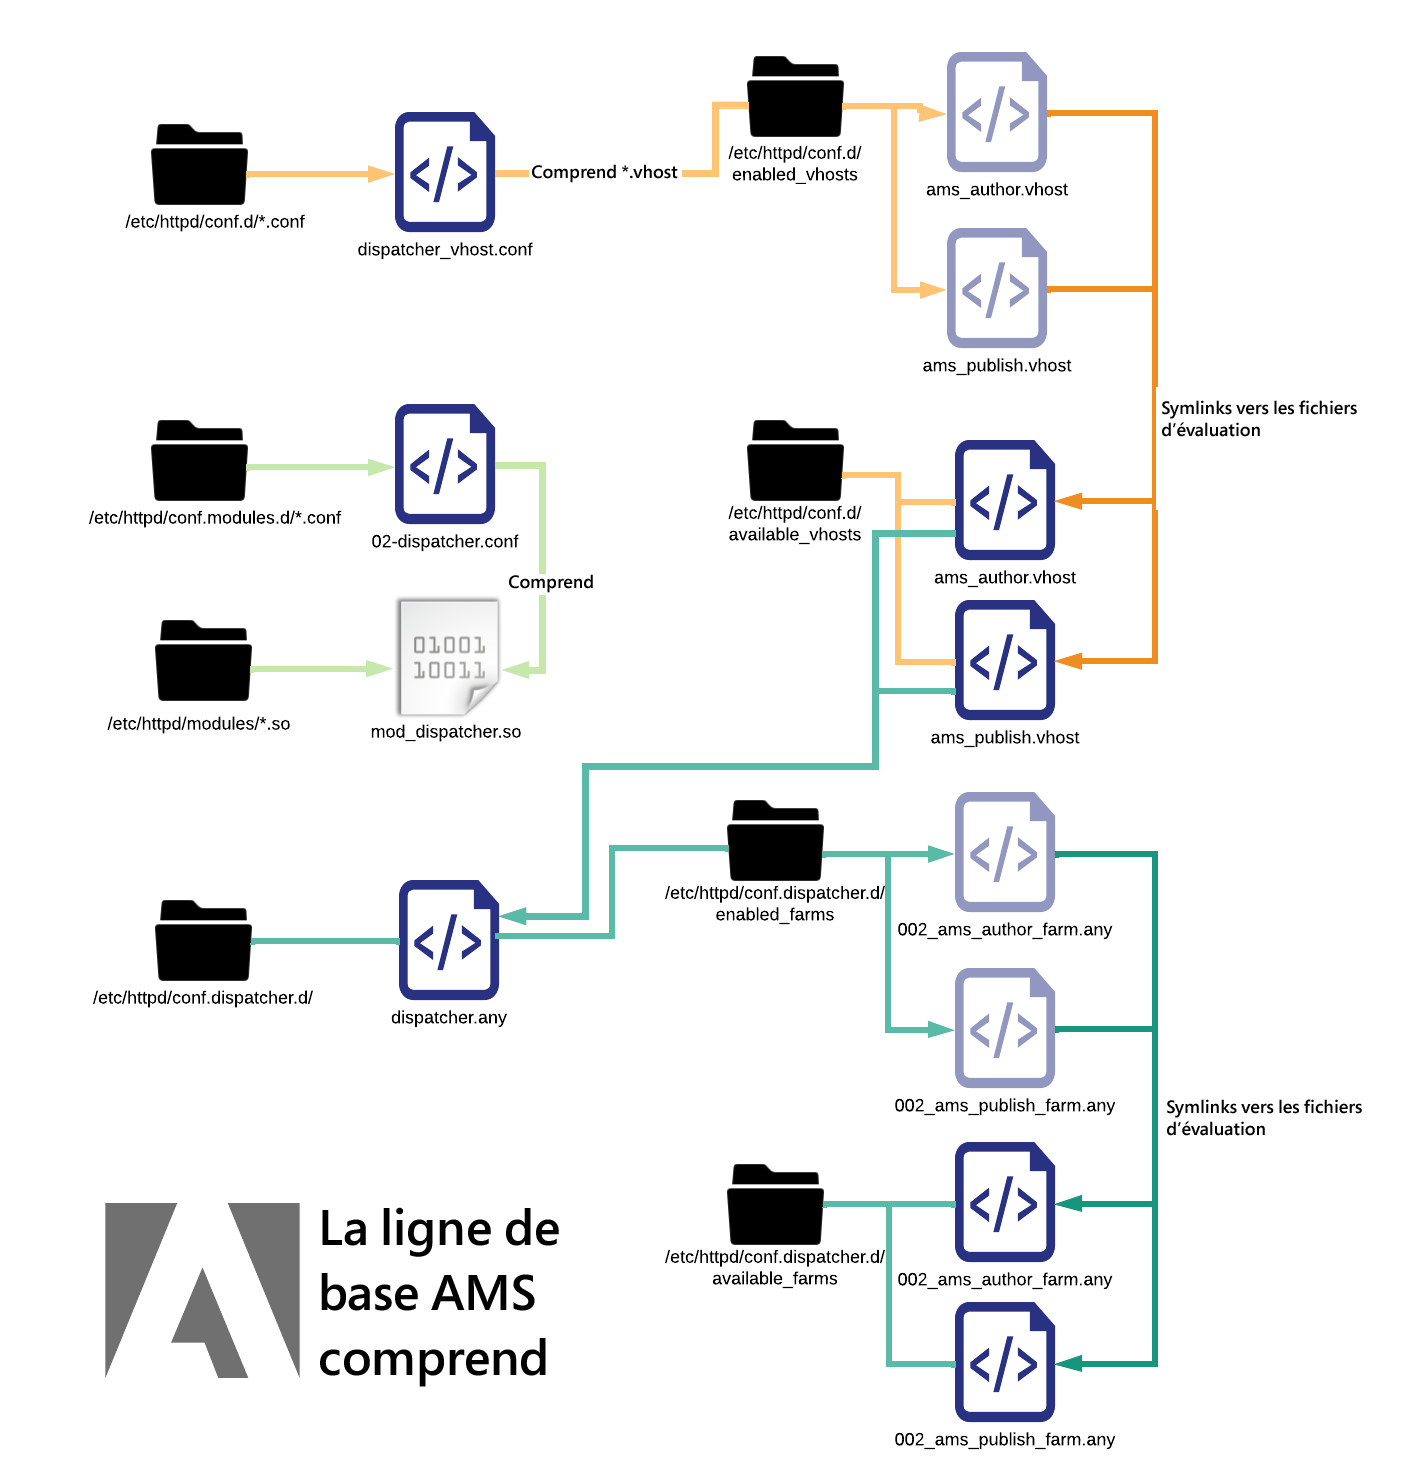 /etc/httpd/conf.d/*.conf
dispatcher_vhost.conf
Comprend *.vhost
/etc/httpd/conf.d/
enabled_vhosts
ams_author.vhost
ams_publish.vhost
Symlinks vers les fichiers
d’évaluation
/etc/httpd/conf.modules.d/*.conf
02-dispatcher.conf
Comprend
/etc/httpd/conf.d/
available_vhosts
ams_author.vhost
/etc/httpd/modules/*.so
01001
10011
mod_dispatcher.so
ams_publish.vhost
/etc/httpd/conf.dispatcher.d/
dispatcher.any
/etc/httpd/conf.dispatcher.d/
enabled_farms
002_ams_author_farm.any
002_ams_publish_farm.any
Symlinks vers les fichiers
d’évaluation
/etc/httpd/conf.dispatcher.d/
available_farms
002_ams_author_farm.any
002_ams_publish_farm.any
La ligne de
base AMS
comprend